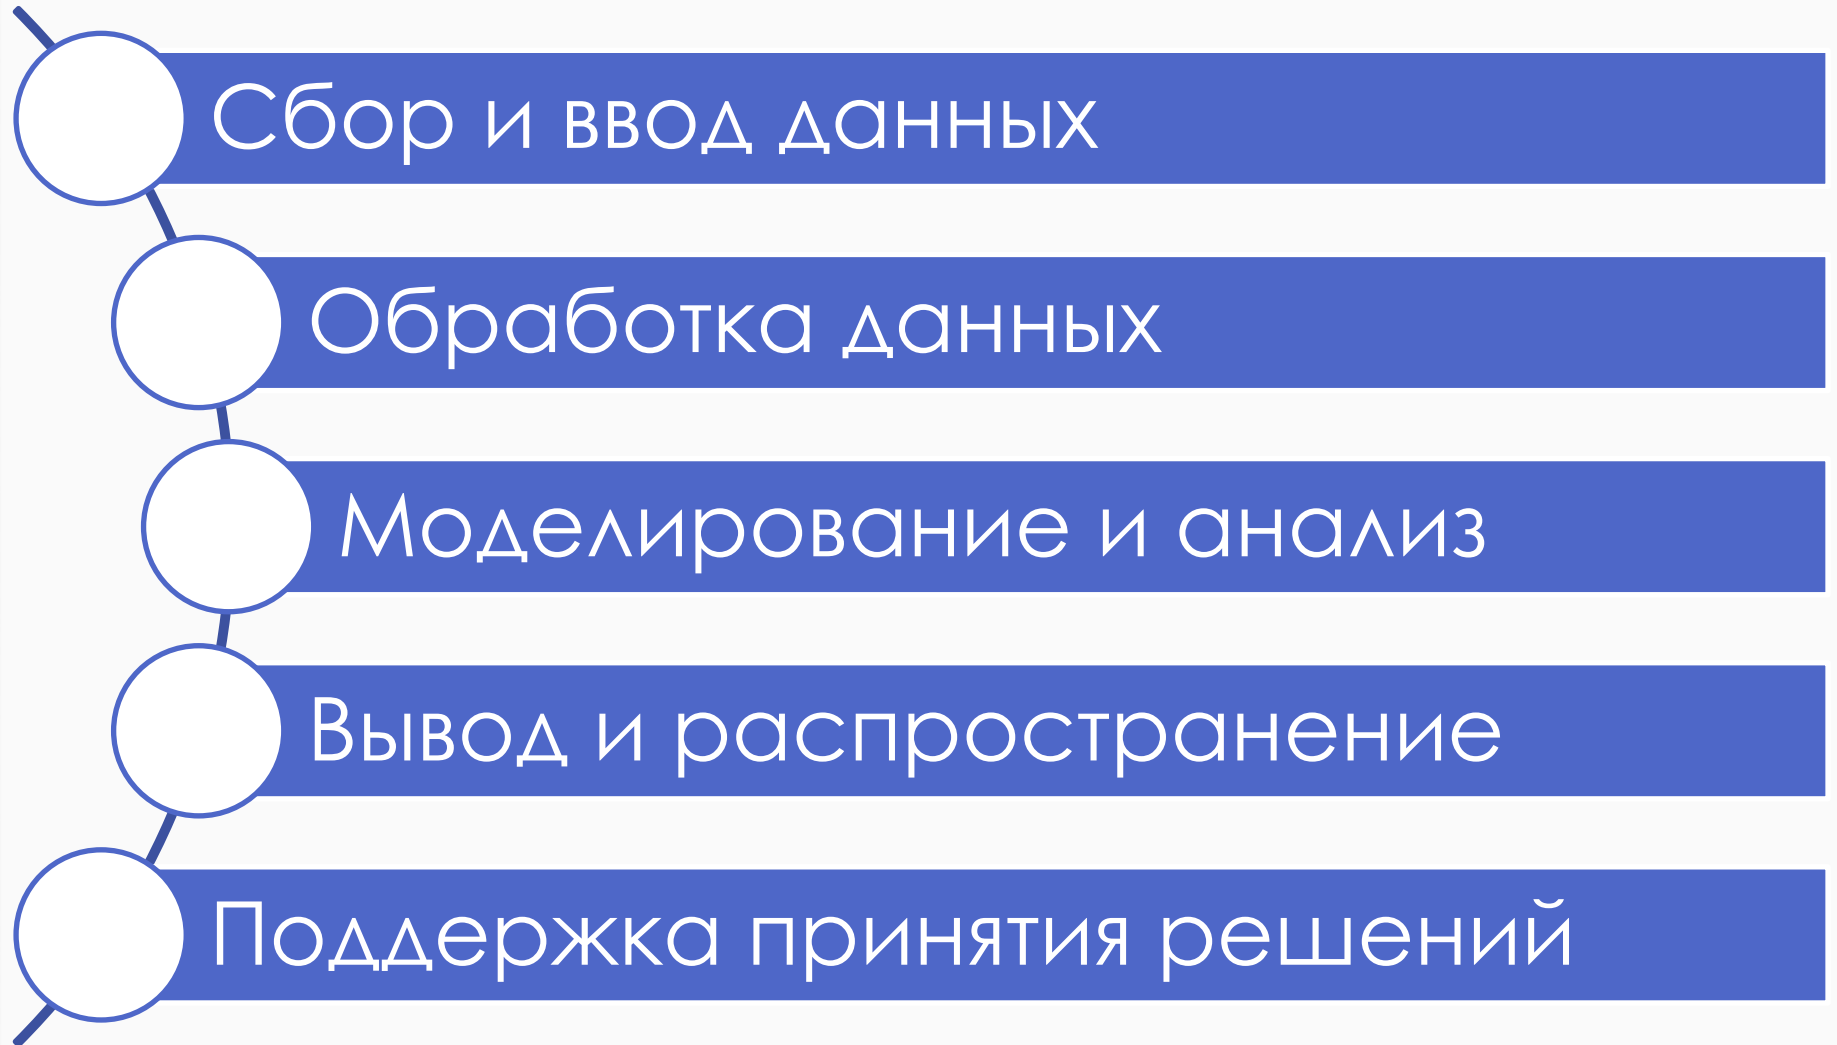 Сбор и ввод данных
Обработка данных
Моделирование и анализ
Вывод и распространение
Поддержка принятия решений